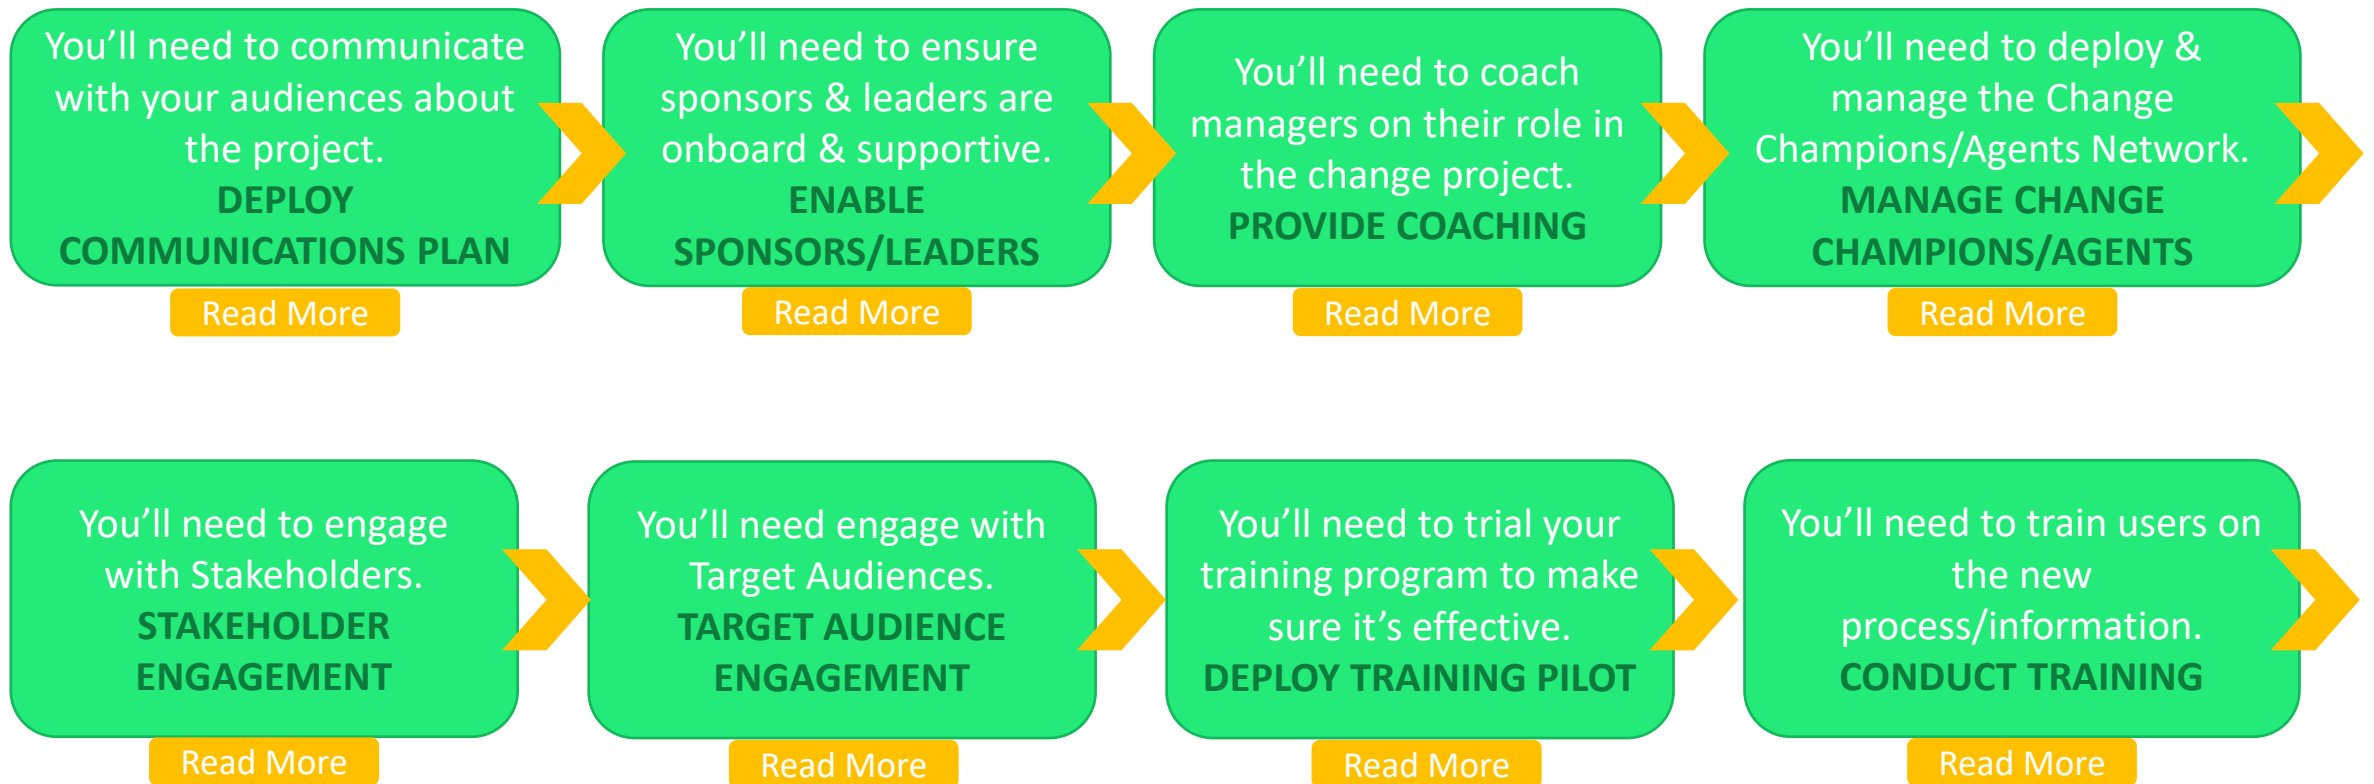 You’ll need to communicate
with your audiences about
the project.
DEPLOY
COMMUNICATIONS PLAN
Read More
You’ll need to ensure
sponsors & leaders are
onboard & supportive.
ENABLE
SPONSORS/LEADERS
Read More
You’ll need to coach
managers on their role in
the change project.
PROVIDE COACHING
Read More
You’ll need to deploy &
manage the Change
Champions/Agents Network.
MANAGE CHANGE
CHAMPIONS/AGENTS
Read More
You’ll need to engage
with Stakeholders.
STAKEHOLDER
ENGAGEMENT
Read More
You’ll need engage with
Target Audiences.
TARGET AUDIENCE
ENGAGEMENT
Read More
You’ll need to trial your
training program to make
sure it’s effective.
DEPLOY TRAINING PILOT
Read More
You’ll need to train users on
the new
process/information.
CONDUCT TRAINING
Read More